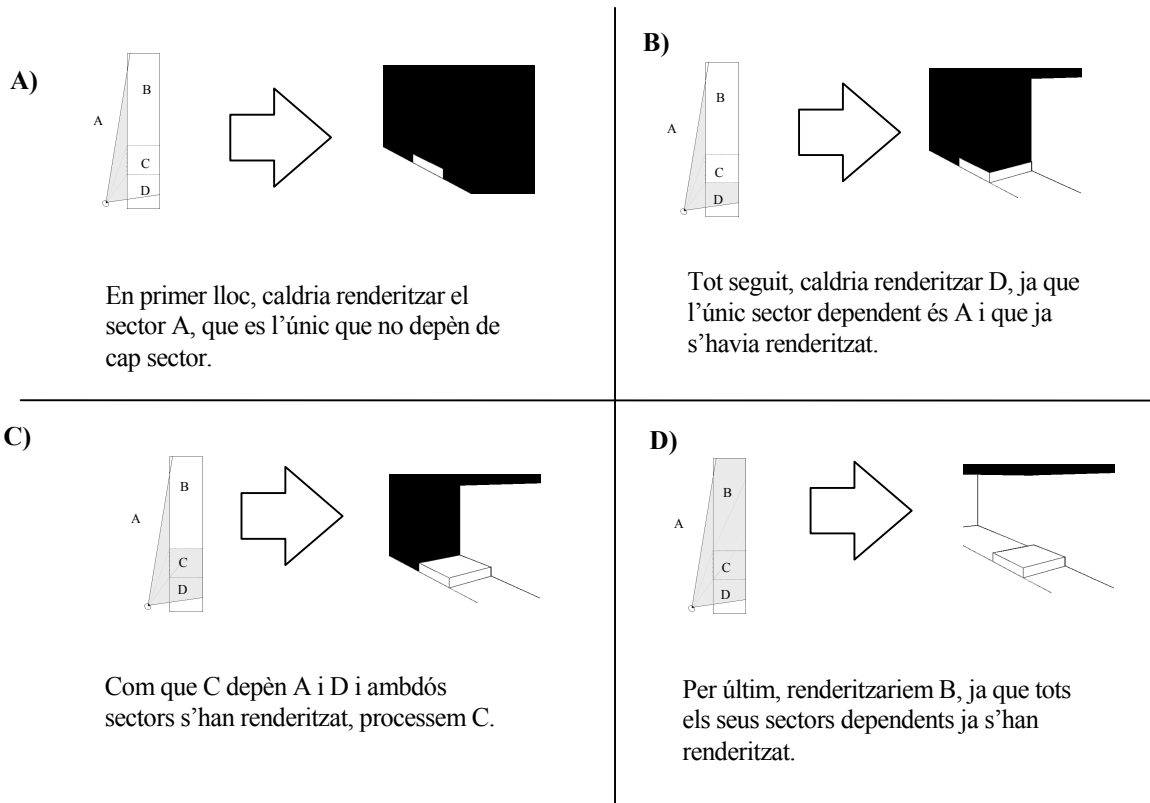 A)
A
B
C
D
En primer lloc, caldria renderitzar el
sector A, que es l’únic que no depèn de
cap sector.
B)
A
B
C
D
Tot seguit, caldria renderitzar D, ja que
l’únic sector dependent és A i que ja
s’havia renderitzat.
C)
A
B
C
D
Com que C depèn A i D i ambdós
sectors s’han renderitzat, processem C.
D)
A
B
C
D
Per últim, renderitzariem B, ja que tots
els seus sectors dependents ja s’han
renderitzat.